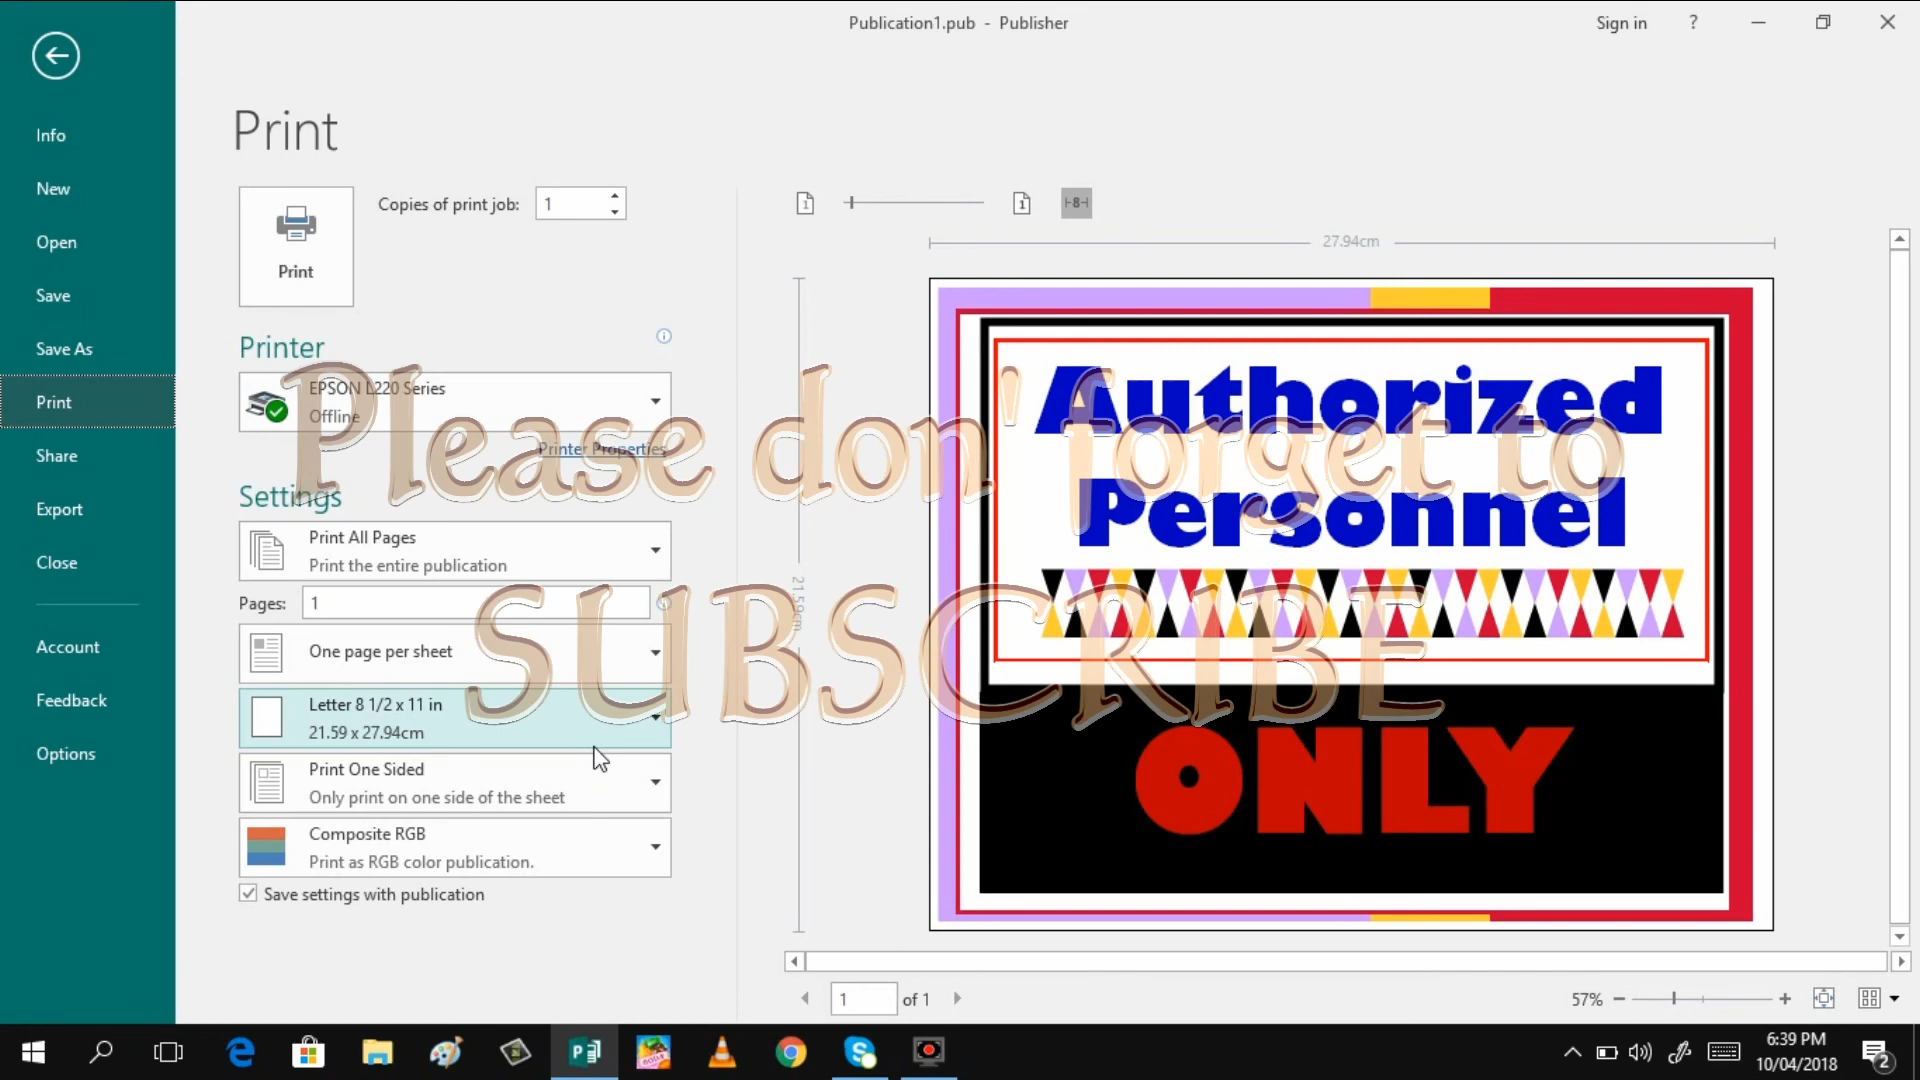 Publication1.pub - Publisher
Sign in
?
Info
New
Open
Save
Save As
Print
Share
Export
Close
Account
Feedback
Options
Print
Print
Copies of print job: 1
Printer
EPSON L220 Series
Offline
Printer Properties
Settings
Print All Pages
Print the entire publication
Pages: 1
One page per sheet
Letter 8 1/2 x 11 in
21.59 x 27.94cm
Print One Sided
Only print on one side of the sheet
Composite RGB
Print as RGB color publication.
Save settings with publication
1
1
8
27.94cm
21.59cm
Authorized
Personnel
ONLY
Please don't forget to
SUBSCRIBE
1 of 1
57%
6:39 PM
10/04/2018
2